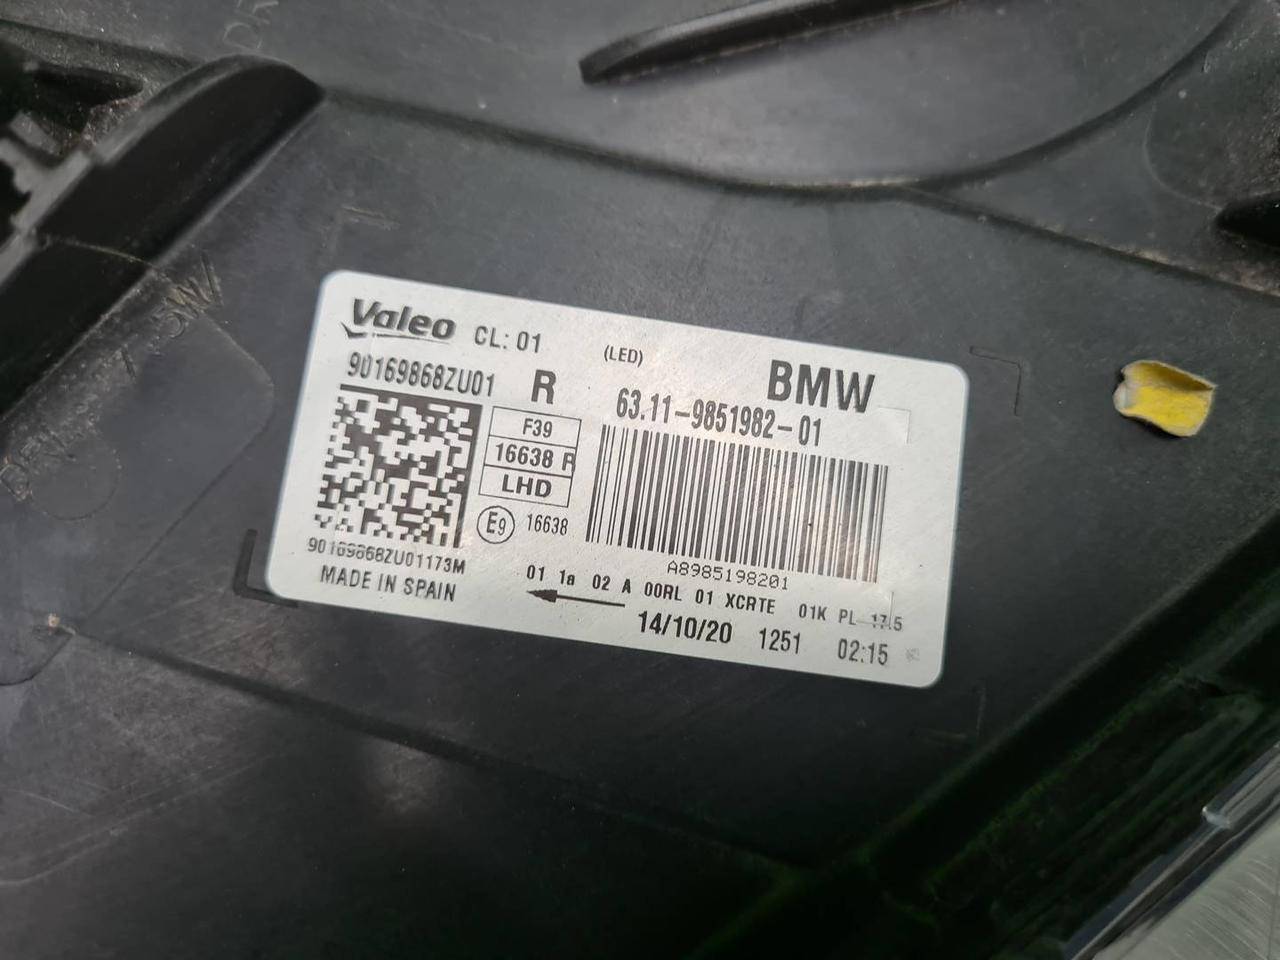 Valeo CL: 01 (LED) BMW
90169868ZU01 R 63.11-9851982-01
F39
16638 R
LHD
E9 16638
90169868ZU01173M
A8985198201
MADE IN SPAIN
01 1a 02 A 00RL 01 XCRTE 01K PL 17.5
14/10/20 1251 02:15